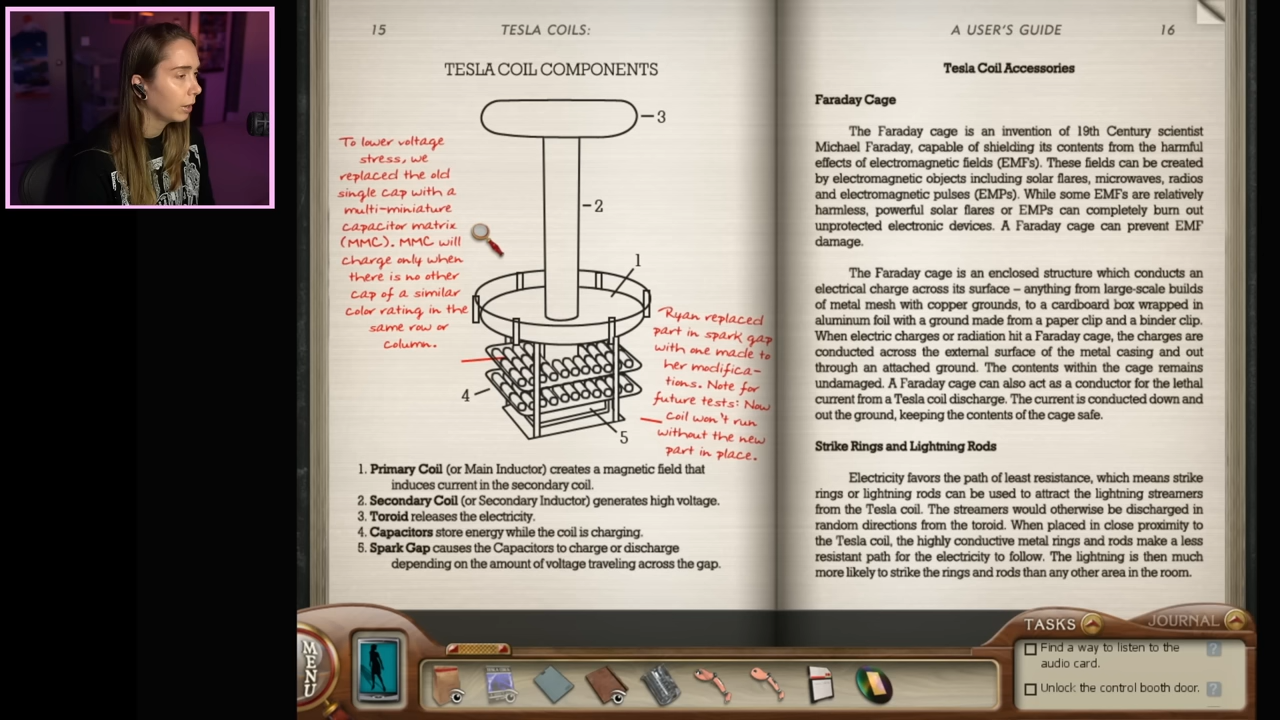 15
TESLA COILS:
TESLA COIL COMPONENTS
3
To lower voltage
stress, we
replaced the old
single cap with a
multi-miniature
capacitor matrix
(MMC). MMC will
charge only when
there is no other
cap of a similar
color rating in the
same row or
column.
2
1
Ryan replaced
part in spark gap
with one made to
her modifica-
tions. Note for
future tests: Now
coil won't run
without the new
part in place.
4
5
1. Primary Coil (or Main Inductor) creates a magnetic field that
induces current in the secondary coil.
2. Secondary Coil (or Secondary Inductor) generates high voltage.
3. Toroid releases the electricity.
4. Capacitors store energy while the coil is charging.
5. Spark Gap causes the Capacitors to charge or discharge
depending on the amount of voltage traveling across the gap.
A USER'S GUIDE
16
Tesla Coil Accessories
Faraday Cage
The Faraday cage is an invention of 19th Century scientist
Michael Faraday, capable of shielding its contents from the harmful
effects of electromagnetic fields (EMFs). These fields can be created
by electromagnetic objects including solar flares, microwaves, radios
and electromagnetic pulses (EMPs). While some EMFs are relatively
harmless, powerful solar flares or EMPs can completely burn out
unprotected electronic devices. A Faraday cage can prevent EMF
damage.
The Faraday cage is an enclosed structure which conducts an
electrical charge across its surface – anything from large-scale builds
of metal mesh with copper grounds, to a cardboard box wrapped in
aluminum foil with a ground made from a paper clip and a binder clip.
When electric charges or radiation hit a Faraday cage, the charges are
conducted across the external surface of the metal casing and out
through an attached ground. The contents within the cage remains
undamaged. A Faraday cage can also act as a conductor for the lethal
current from a Tesla coil discharge. The current is conducted down and
out the ground, keeping the contents of the cage safe.
Strike Rings and Lightning Rods
Electricity favors the path of least resistance, which means strike
rings or lightning rods can be used to attract the lightning streamers
from the Tesla coil. The streamers would otherwise be discharged in
random directions from the toroid. When placed in close proximity to
the Tesla coil, the highly conductive metal rings and rods make a less
resistant path for the electricity to follow. The lightning is then much
more likely to strike the rings and rods than any other area in the room.
MENU
TASKS
JOURNAL
Find a way to listen to the
audio card.
?
Unlock the control booth door.
?